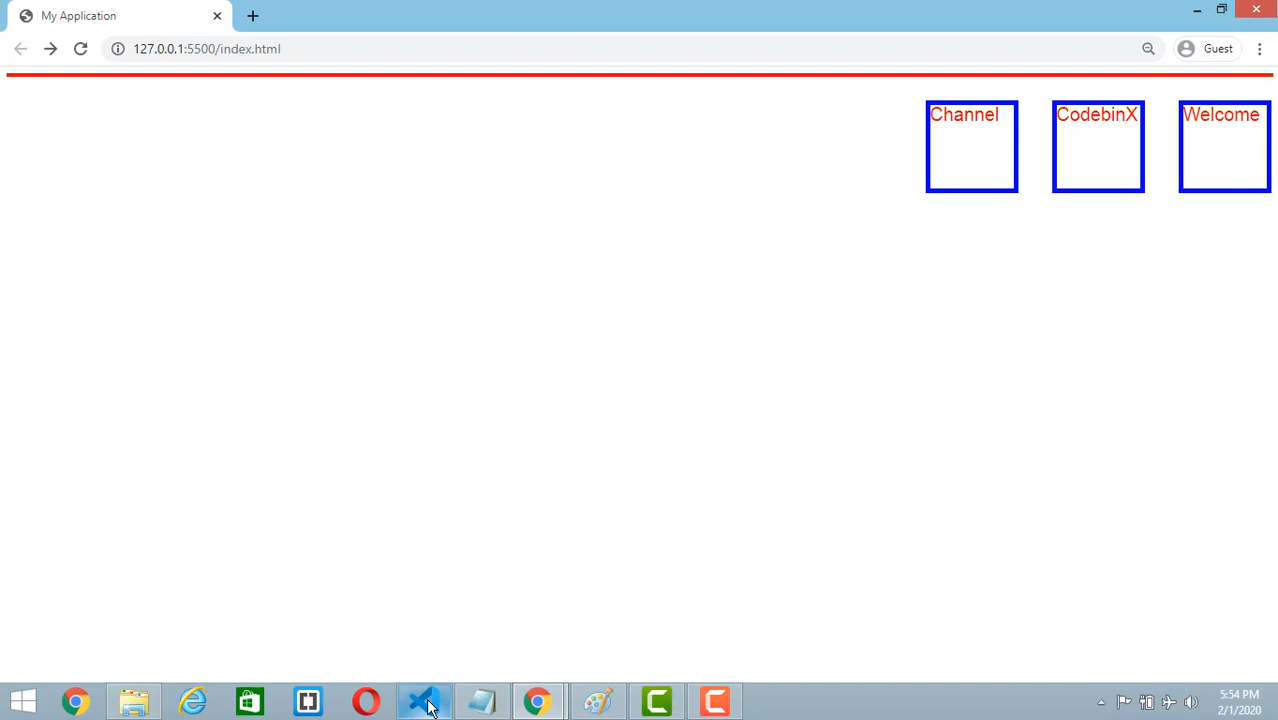 My Application
127.0.0.1:5500/index.html
Guest
Channel
CodebinX
Welcome
5:54 PM
2/1/2020